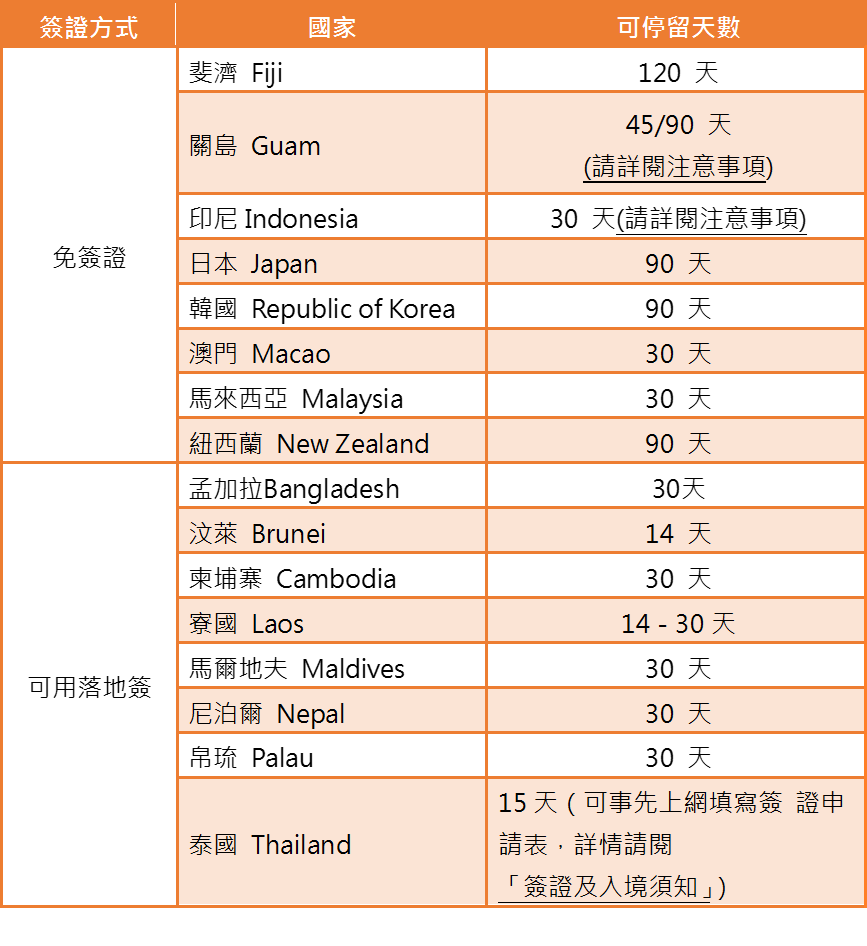 簽證方式 國家 可停留天數
斐濟 Fiji 120 天
關島 Guam 45/90 天
(請詳閱注意事項)
印尼 Indonesia 30 天(請詳閱注意事項)
日本 Japan 90 天
免簽證
韓國 Republic of Korea 90 天
澳門 Macao 30 天
馬來西亞 Malaysia 30 天
紐西蘭 New Zealand 90 天
孟加拉Bangladesh 30天
汶萊 Brunei 14 天
柬埔寨 Cambodia 30 天
寮國 Laos 14 - 30 天
馬爾地夫 Maldives 30 天
可用落地簽
尼泊爾 Nepal 30 天
帛琉 Palau 30 天
泰國 Thailand 15 天（可事先上網填寫簽 證申
請表，詳情請閱
「簽證及入境須知」)